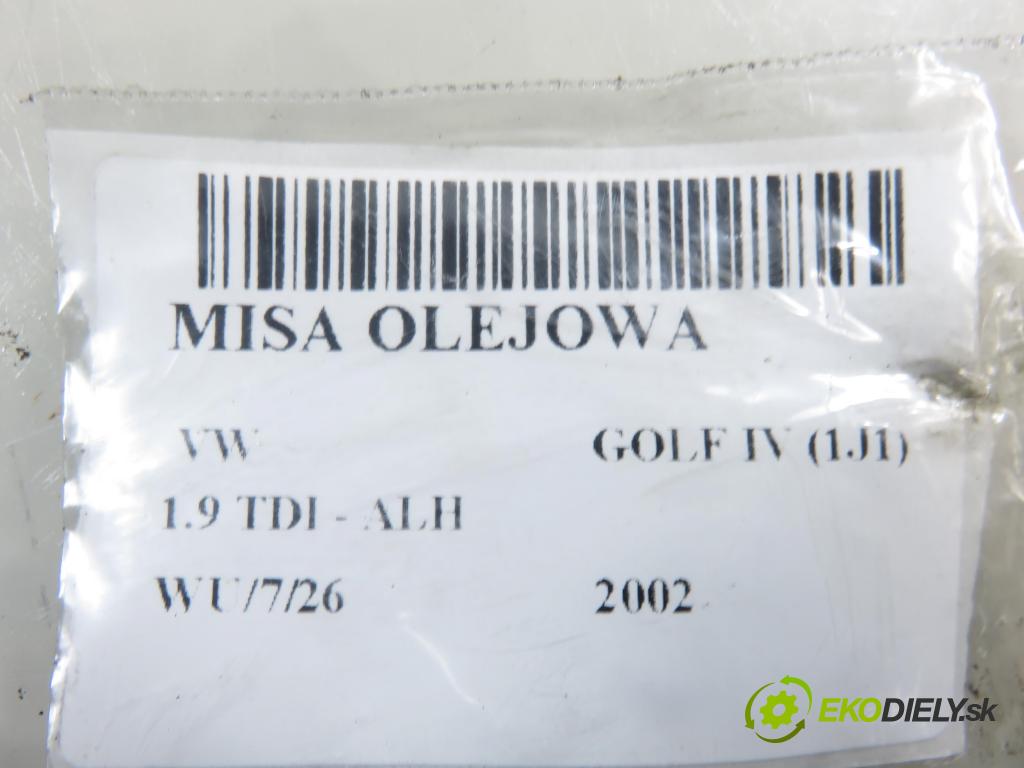 MISA OLEJOWA
VW GOLF IV (1J1)
1.9 TDI - ALH
WU/7/26 2002
EKODIELY.sk